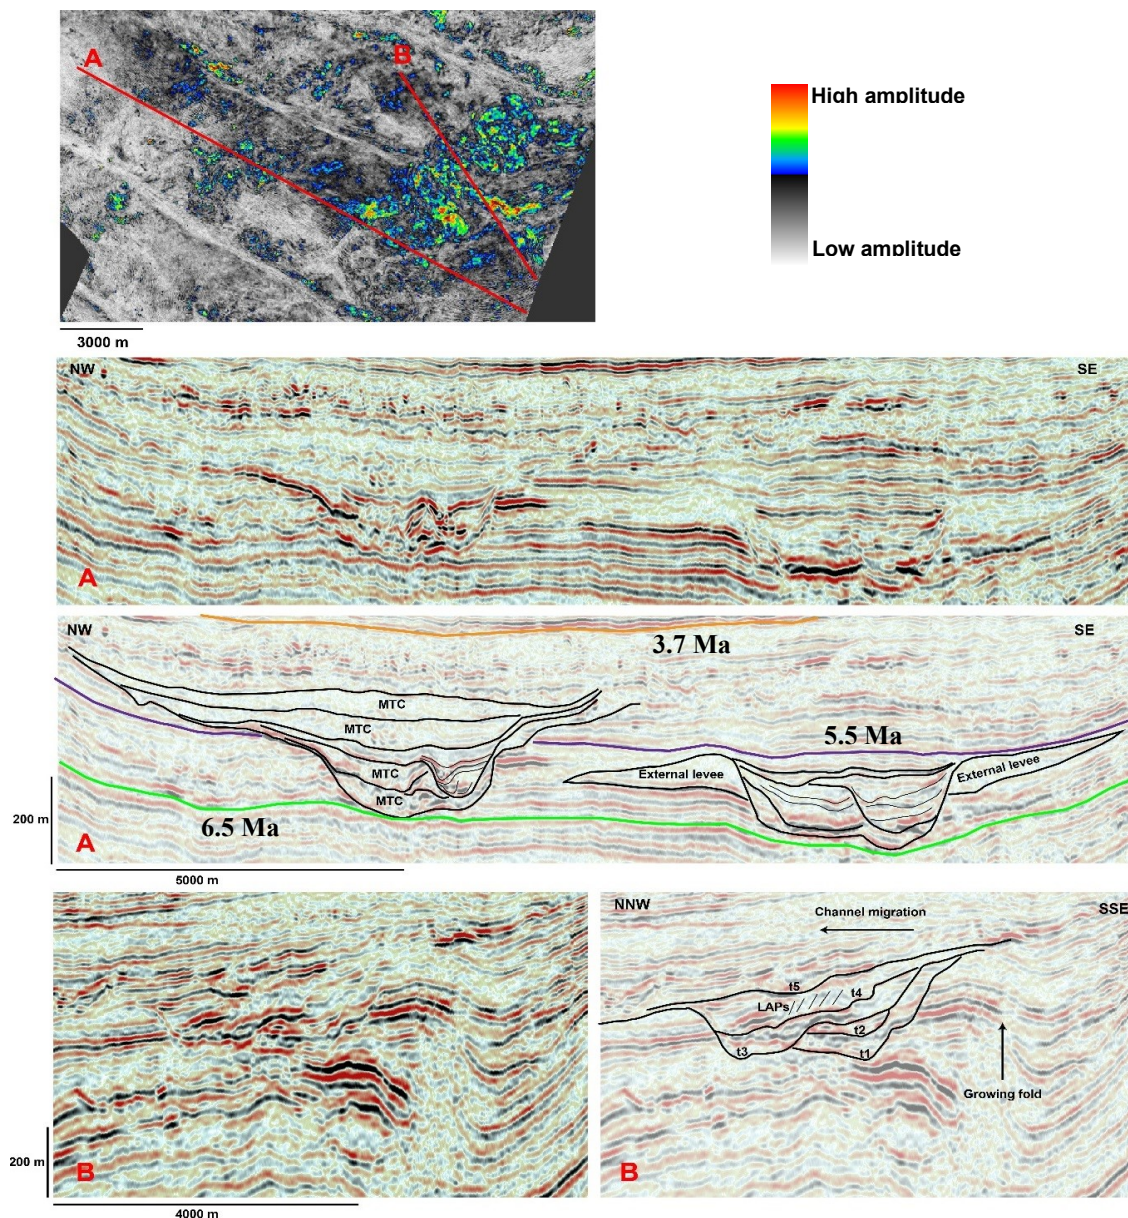 A
B
High amplitude
Low amplitude
3000 m
NW
SE
A
NW
SE
3.7 Ma
MTC
MTC
5.5 Ma
MTC
External levee
External levee
MTC
6.5 Ma
200 m
A
5000 m
NNW
SSE
Channel migration
t5
t4
LAPs
t2
t3
t1
Growing fold
200 m
B
B
4000 m